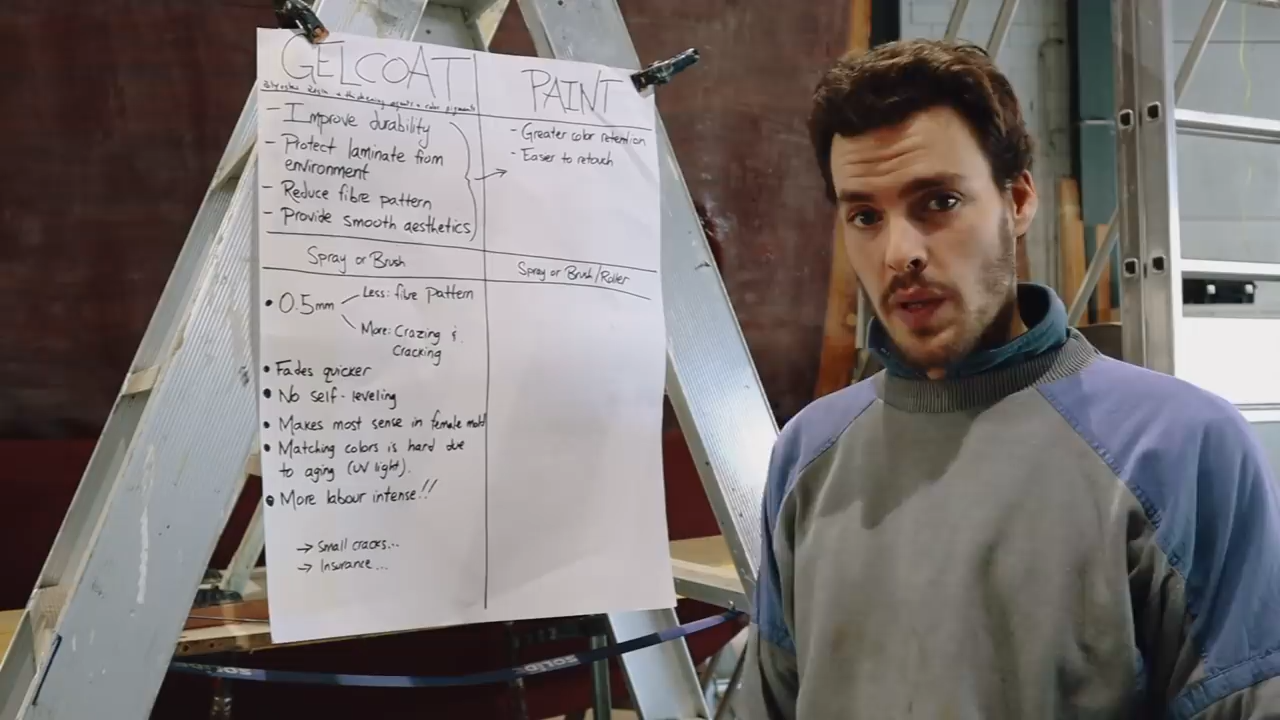 GELCOAT
Polyester Resin + thickening agents + color pigments
- Improve durability
- Protect laminate from
environment
- Reduce fibre pattern
- Provide smooth aesthetics
Spray or Brush
• 0.5mm
Less: fibre pattern
More: Crazing &
Cracking
• Fades quicker
• No self-leveling
• Makes most sense in female mold
• Matching colors is hard due
to aging (UV light).
• More labour intense!!
→ Small cracks...
→ Insurance...
PAINT
- Greater color retention
- Easier to retouch
Spray or Brush/Roller
SOLID
SOLID